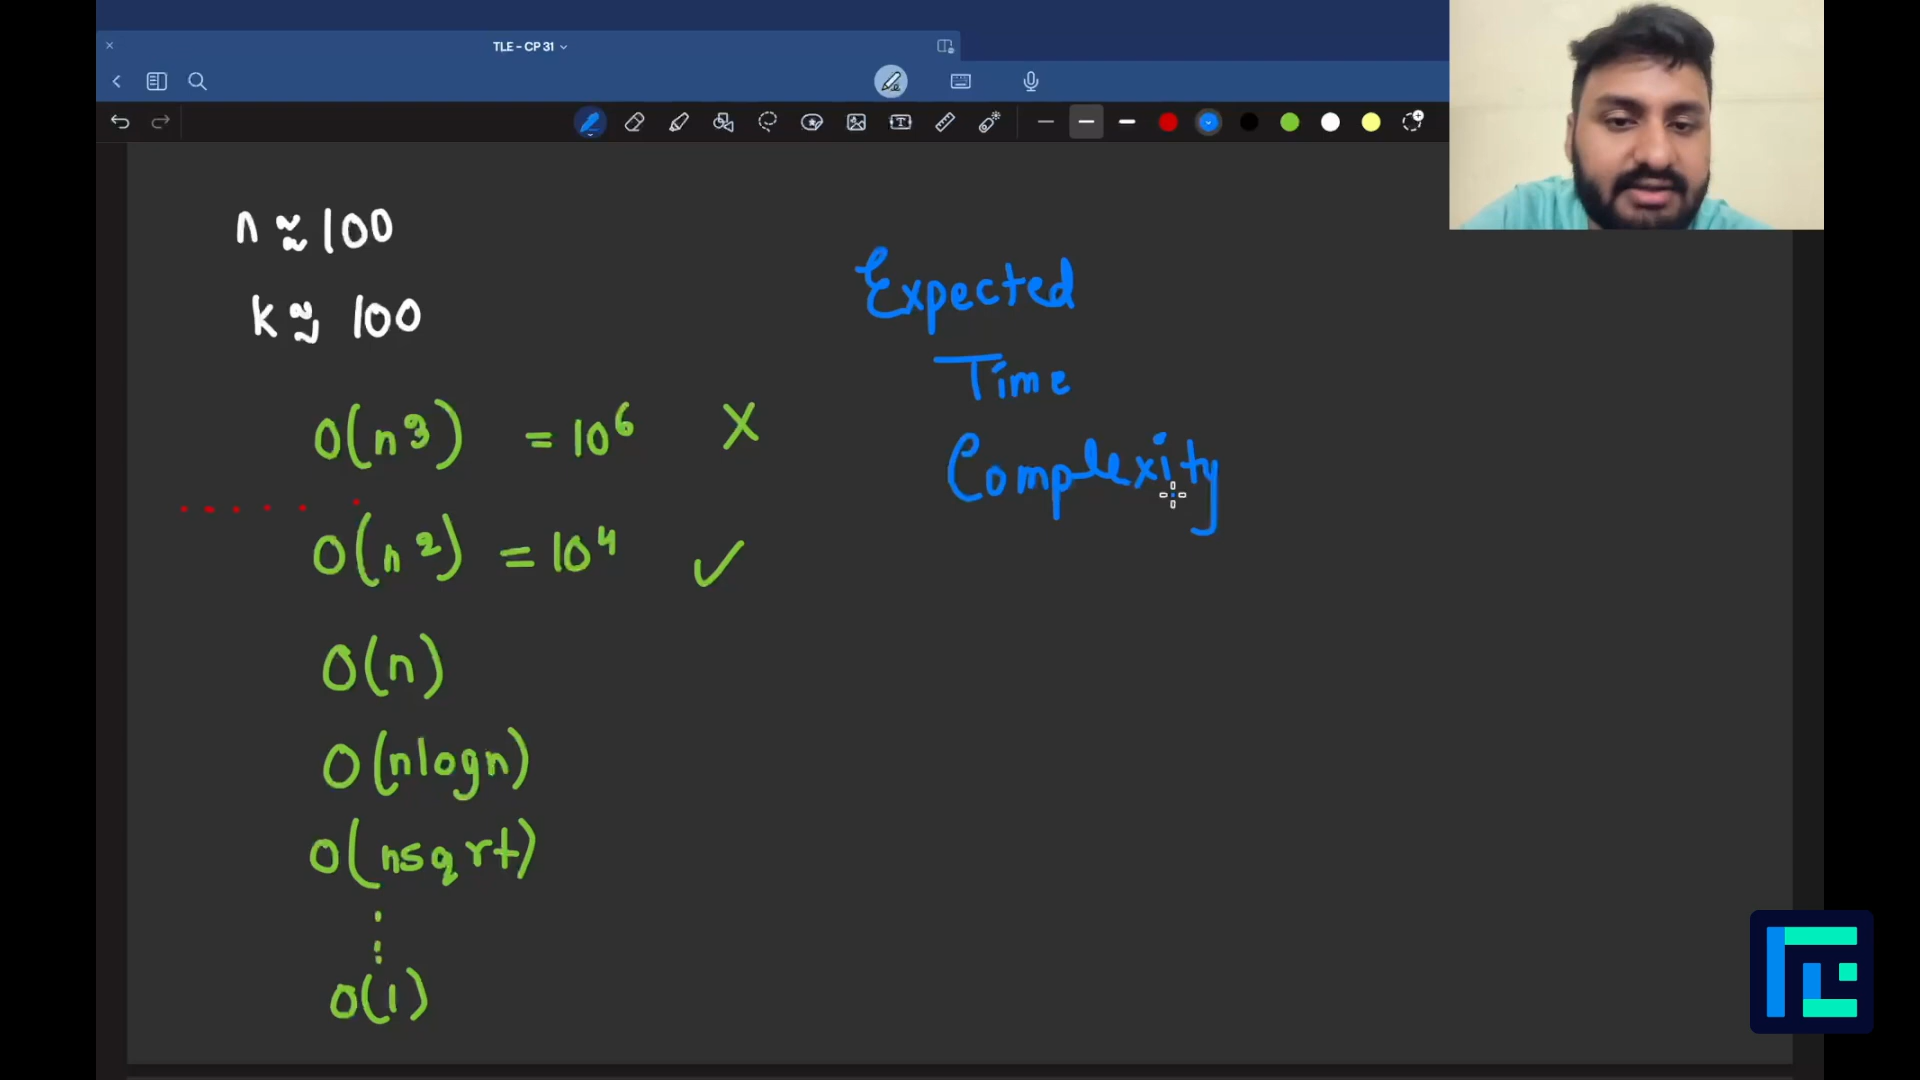 TLE - CP 31
n ≈ 100
k ≈ 100
O(n3) = 10^6 X
O(n2) = 10^4 ✓
O(n)
O(nlogn)
O(nsqrt)
O(1)
Expected
Time
Complexity